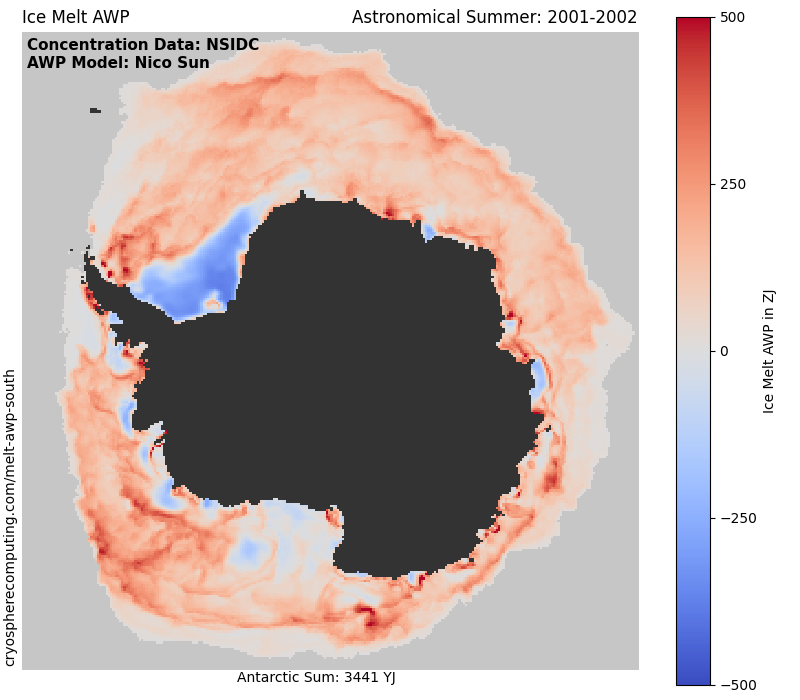 Ice Melt AWP
Astronomical Summer: 2001-2002
Concentration Data: NSIDC
AWP Model: Nico Sun
500
250
0
−250
−500
Ice Melt AWP in ZJ
cryospherecomputing.com/melt-awp-south
Antarctic Sum: 3441 YJ